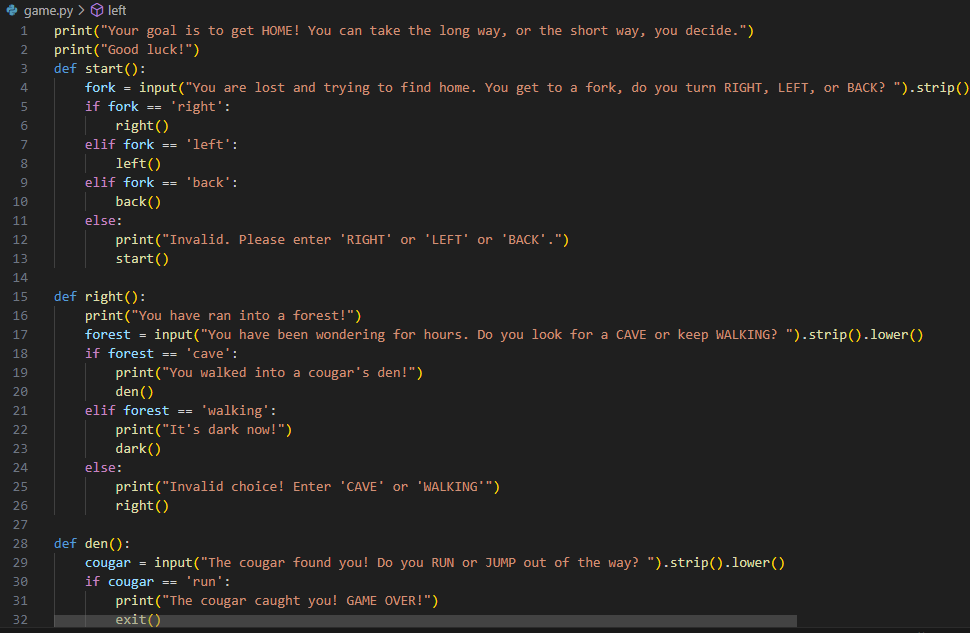 game.py > left
1 print("Your goal is to get HOME! You can take the long way, or the short way, you decide.")
2 print("Good luck!")
3 def start():
4     fork = input("You are lost and trying to find home. You get to a fork, do you turn RIGHT, LEFT, or BACK? ").strip()
5     if fork == 'right':
6         right()
7     elif fork == 'left':
8         left()
9     elif fork == 'back':
10         back()
11     else:
12         print("Invalid. Please enter 'RIGHT' or 'LEFT' or 'BACK'.")
13         start()
14
15 def right():
16     print("You have ran into a forest!")
17     forest = input("You have been wondering for hours. Do you look for a CAVE or keep WALKING? ").strip().lower()
18     if forest == 'cave':
19         print("You walked into a cougar's den!")
20         den()
21     elif forest == 'walking':
22         print("It's dark now!")
23         dark()
24     else:
25         print("Invalid choice! Enter 'CAVE' or 'WALKING'")
26         right()
27
28 def den():
29     cougar = input("The cougar found you! Do you RUN or JUMP out of the way? ").strip().lower()
30     if cougar == 'run':
31         print("The cougar caught you! GAME OVER!")
32         exit()